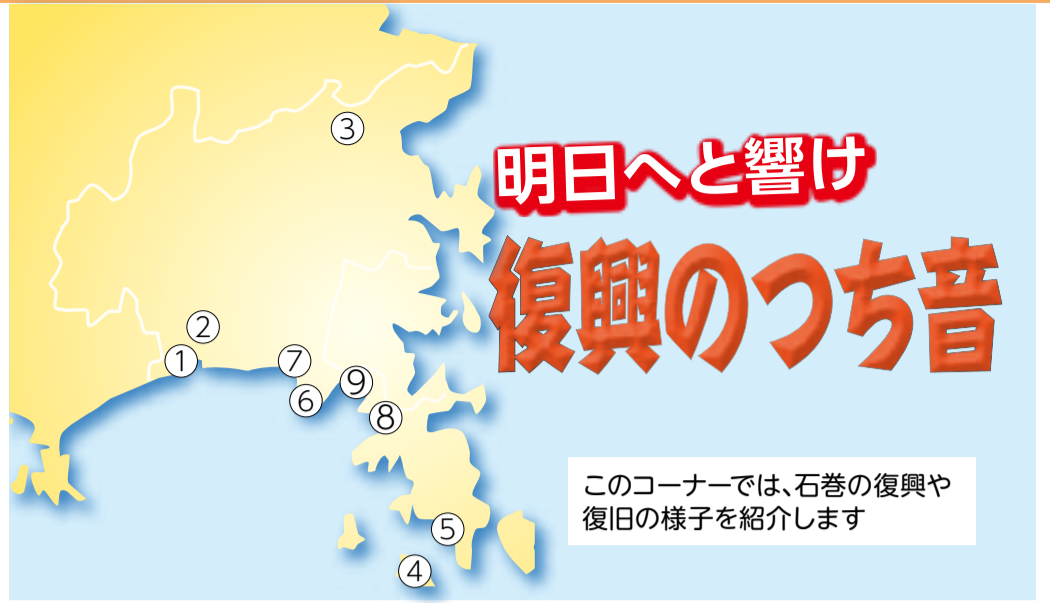 ③
明日へと響け
復興のつち音
②
①
⑦
⑨
⑥
⑧
このコーナーでは、石巻の復興や
復旧の様子を紹介します
⑤
④